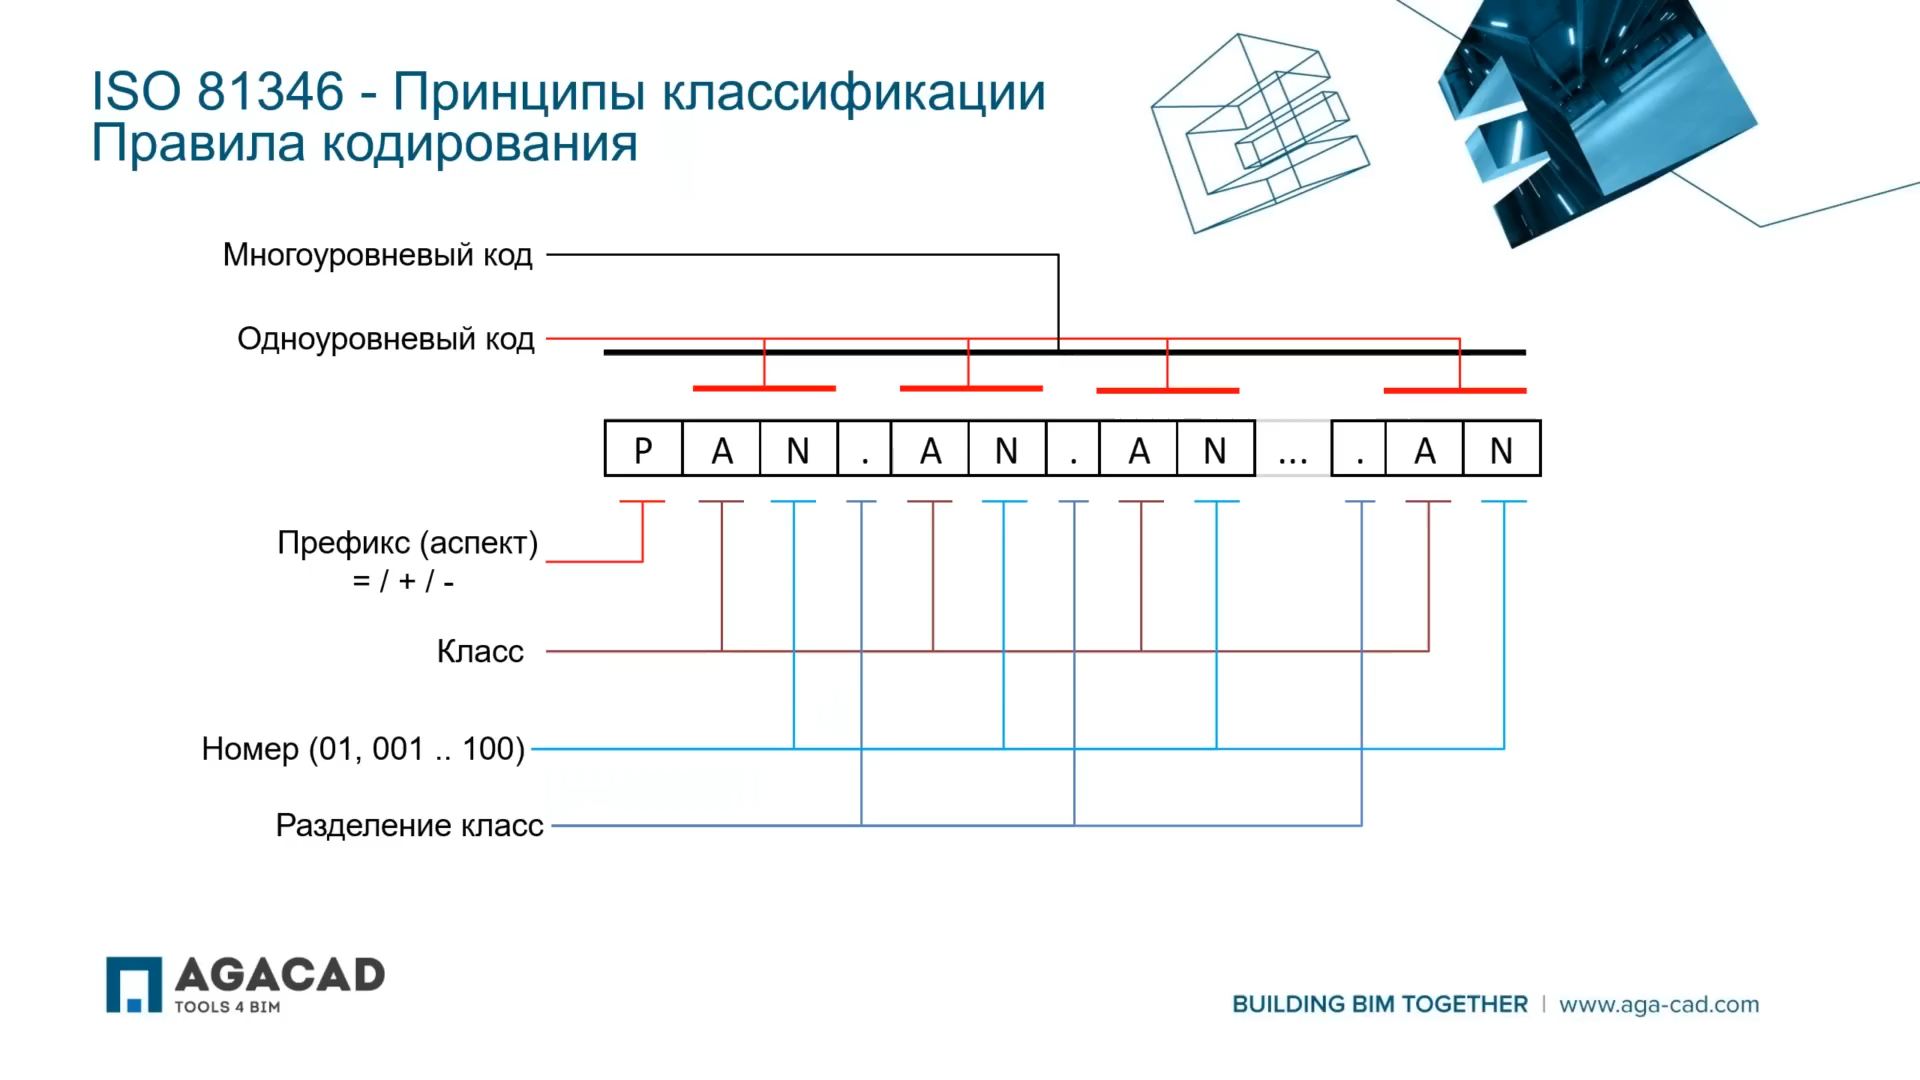 ISO 81346 - Принципы классификации
Правила кодирования
Многоуровневый код
Одноуровневый код
P A N . A N . A N ... . A N
Префикс (аспект)
= / + / -
Класс
Номер (01, 001 .. 100)
Разделение класс
AGACAD
TOOLS 4 BIM
BUILDING BIM TOGETHER | www.aga-cad.com